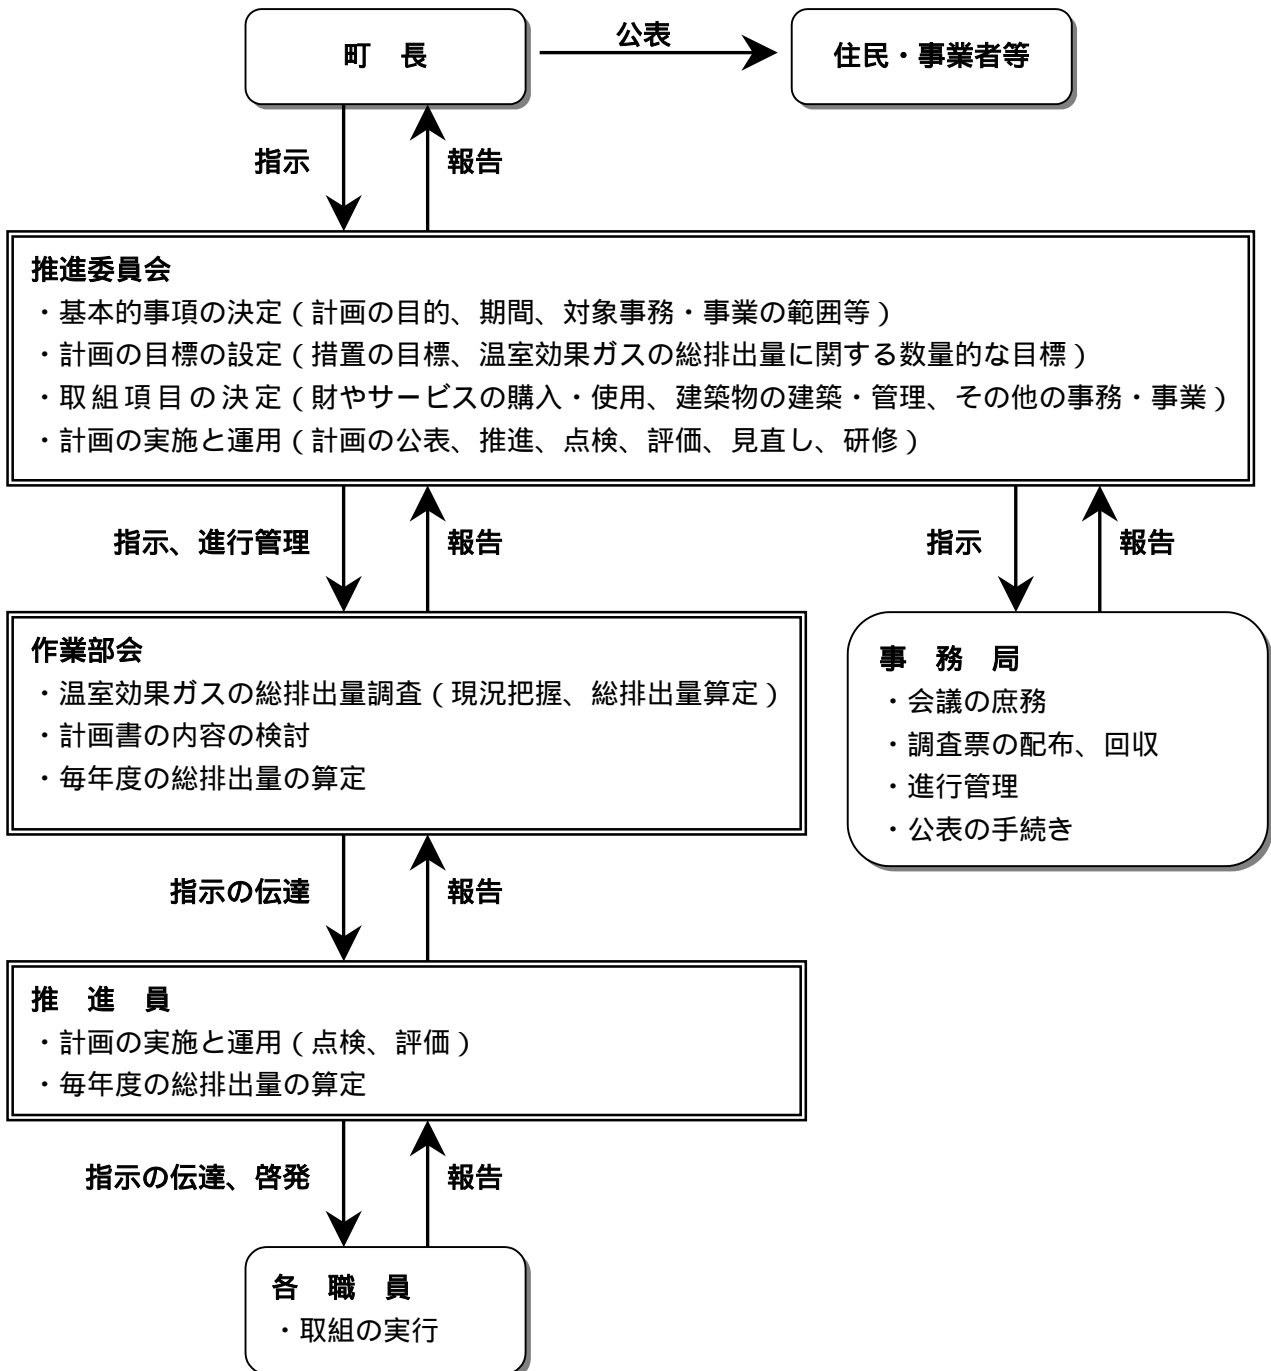 町　長
公表
住民・事業者等
指示
報告
推進委員会
・基本的事項の決定（計画の目的、期間、対象事務・事業の範囲等）
・計画の目標の設定（措置の目標、温室効果ガスの総排出量に関する数量的な目標）
・取組項目の決定（財やサービスの購入・使用、建築物の建築・管理、その他の事務・事業）
・計画の実施と運用（計画の公表、推進、点検、評価、見直し、研修）
指示、進行管理
報告
指示
報告
作業部会
・温室効果ガスの総排出量調査（現況把握、総排出量算定）
・計画書の内容の検討
・毎年度の総排出量の算定
事　務　局
・会議の庶務
・調査票の配布、回収
・進行管理
・公表の手続き
指示の伝達
報告
推　進　員
・計画の実施と運用（点検、評価）
・毎年度の総排出量の算定
指示の伝達、啓発
報告
各　職　員
・取組の実行